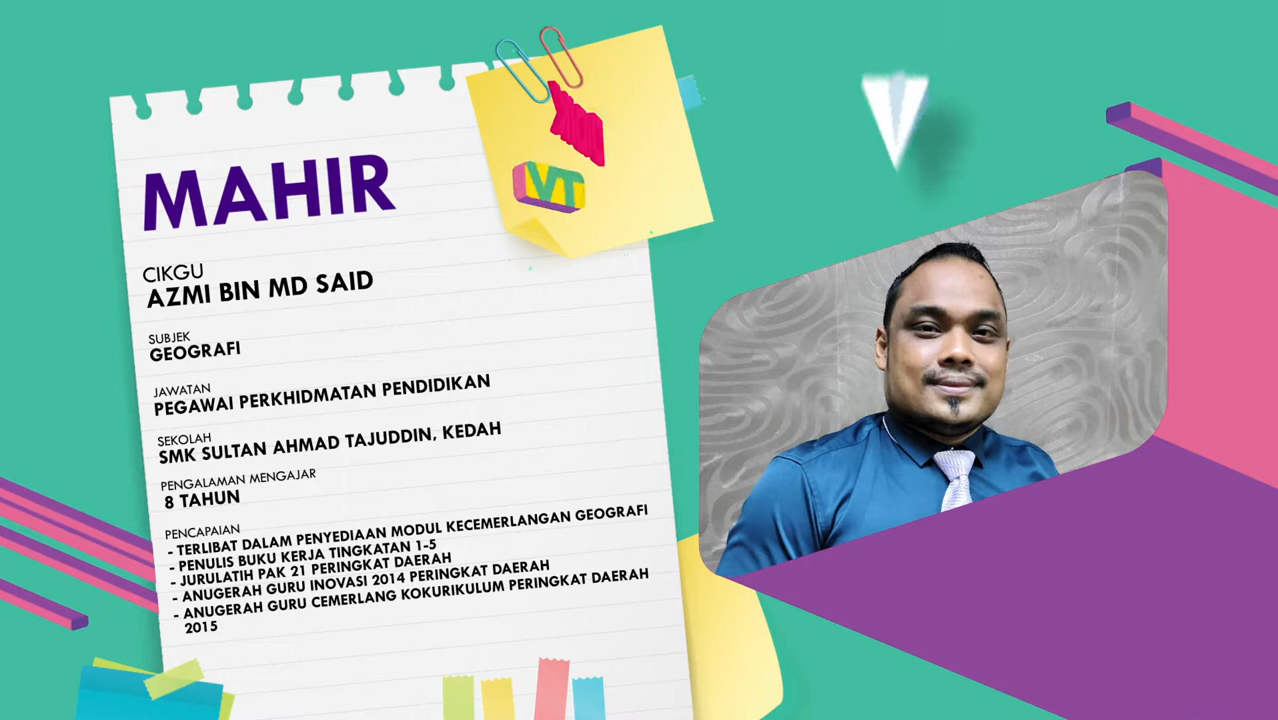 MAHIR
VT
CIKGU
AZMI BIN MD SAID
SUBJEK
GEOGRAFI
JAWATAN
PEGAWAI PERKHIDMATAN PENDIDIKAN
SEKOLAH
SMK SULTAN AHMAD TAJUDDIN, KEDAH
PENGALAMAN MENGAJAR
8 TAHUN
PENCAPAIAN
- TERLIBAT DALAM PENYEDIAAN MODUL KECEMERLANGAN GEOGRAFI
- PENULIS BUKU KERJA TINGKATAN 1-5
- JURULATIH PAK 21 PERINGKAT DAERAH
- ANUGERAH GURU INOVASI 2014 PERINGKAT DAERAH
- ANUGERAH GURU CEMERLANG KOKURIKULUM PERINGKAT DAERAH
2015